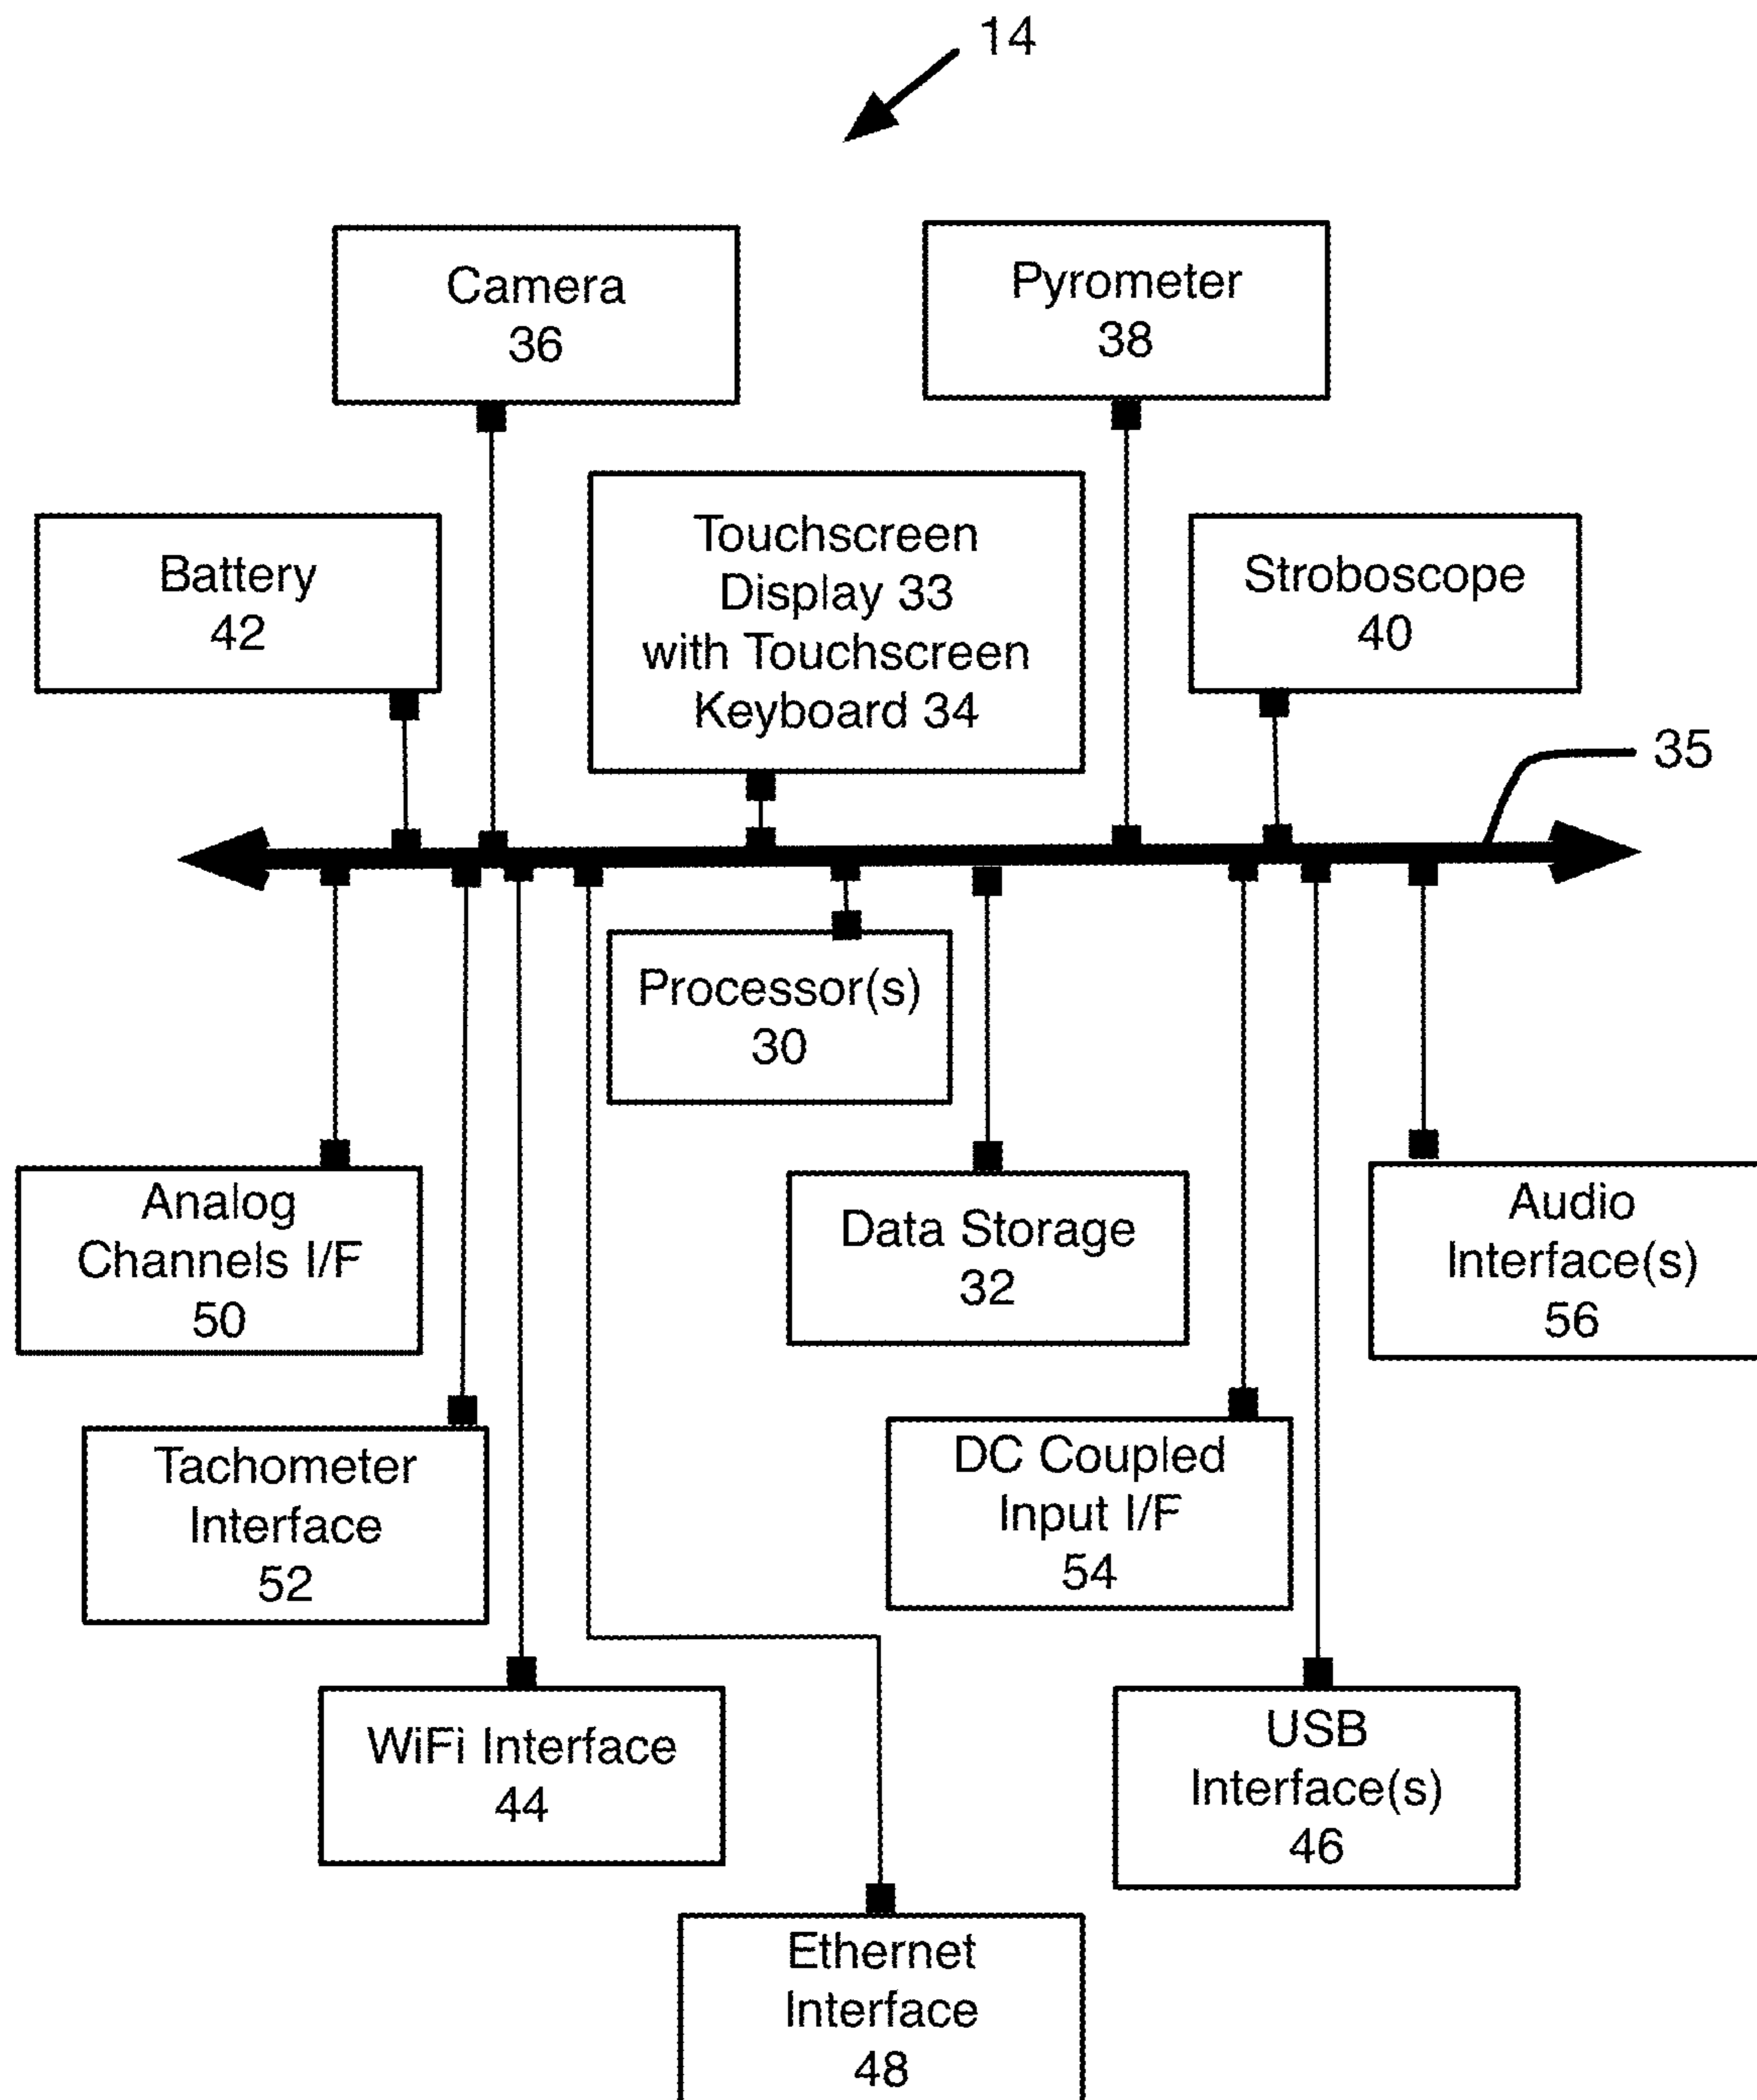 14
Camera
36
Pyrometer
38
Battery
42
Touchscreen
Display 33
with Touchscreen
Keyboard 34
Stroboscope
40
35
Processor(s)
30
Analog
Channels I/F
50
Data Storage
32
Audio
Interface(s)
56
Tachometer
Interface
52
DC Coupled
Input I/F
54
WiFi Interface
44
USB
Interface(s)
46
Ethernet
Interface
48